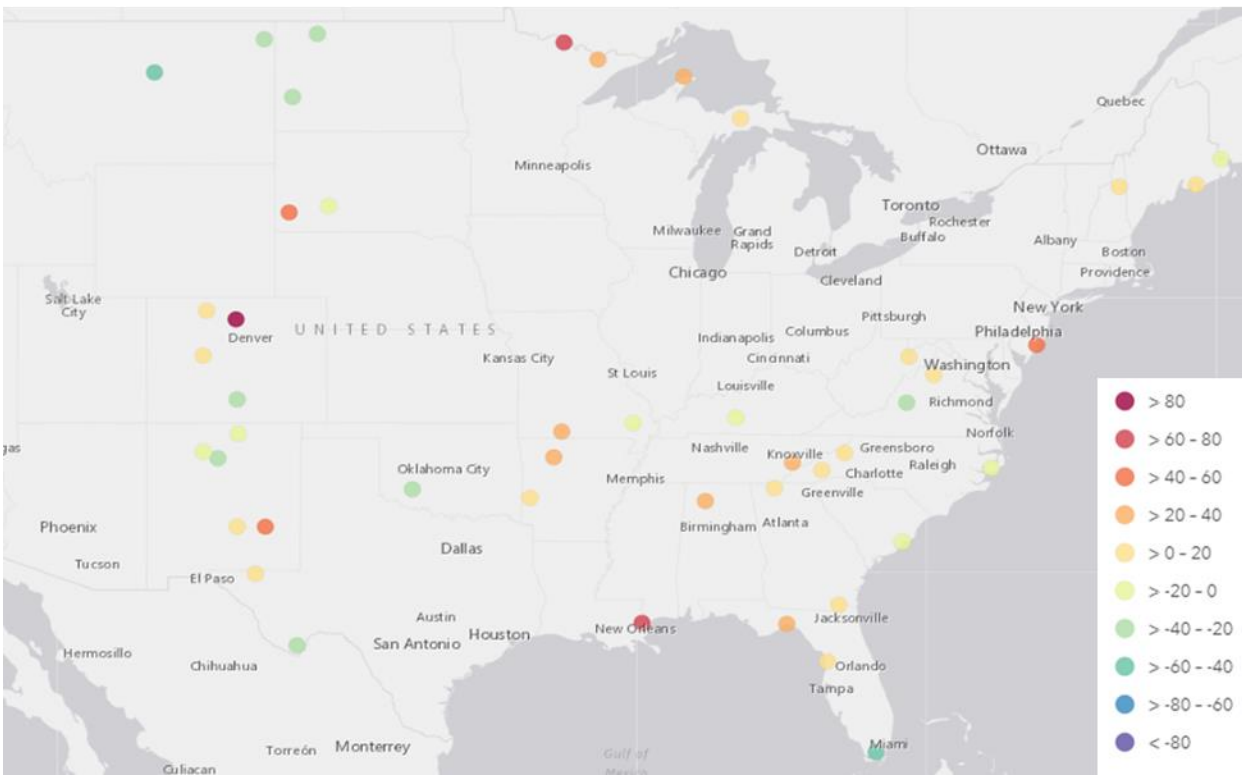 Quebec
Ottawa
Minneapolis
Toronto
Rochester
Milwaukee
Grand
Rapids
Buffalo
Detroit
Albany
Boston
Chicago
Cleveland
Providence
Salt Lake
City
New York
UNITED STATES
Denver
Pittsburgh
Philadelphia
Indianapolis
Columbus
Kansas City
Cincinnati
Washington
St Louis
Louisville
Richmond
Norfolk
gas
Nashville
Knoxville
Greensboro
Oklahoma City
Memphis
Charlotte
Raleigh
Greenville
Phoenix
Birmingham
Atlanta
Dallas
Tucson
El Paso
Austin
Jacksonville
New Orleans
Houston
San Antonio
Hermosillo
Chihuahua
Orlando
Tampa
Miami
Torreón
Monterrey
Gulf of
Mexico
Culiacan
> 80
> 60 - 80
> 40 - 60
> 20 - 40
> 0 - 20
> -20 - 0
> -40 - -20
> -60 - -40
> -80 - -60
< -80